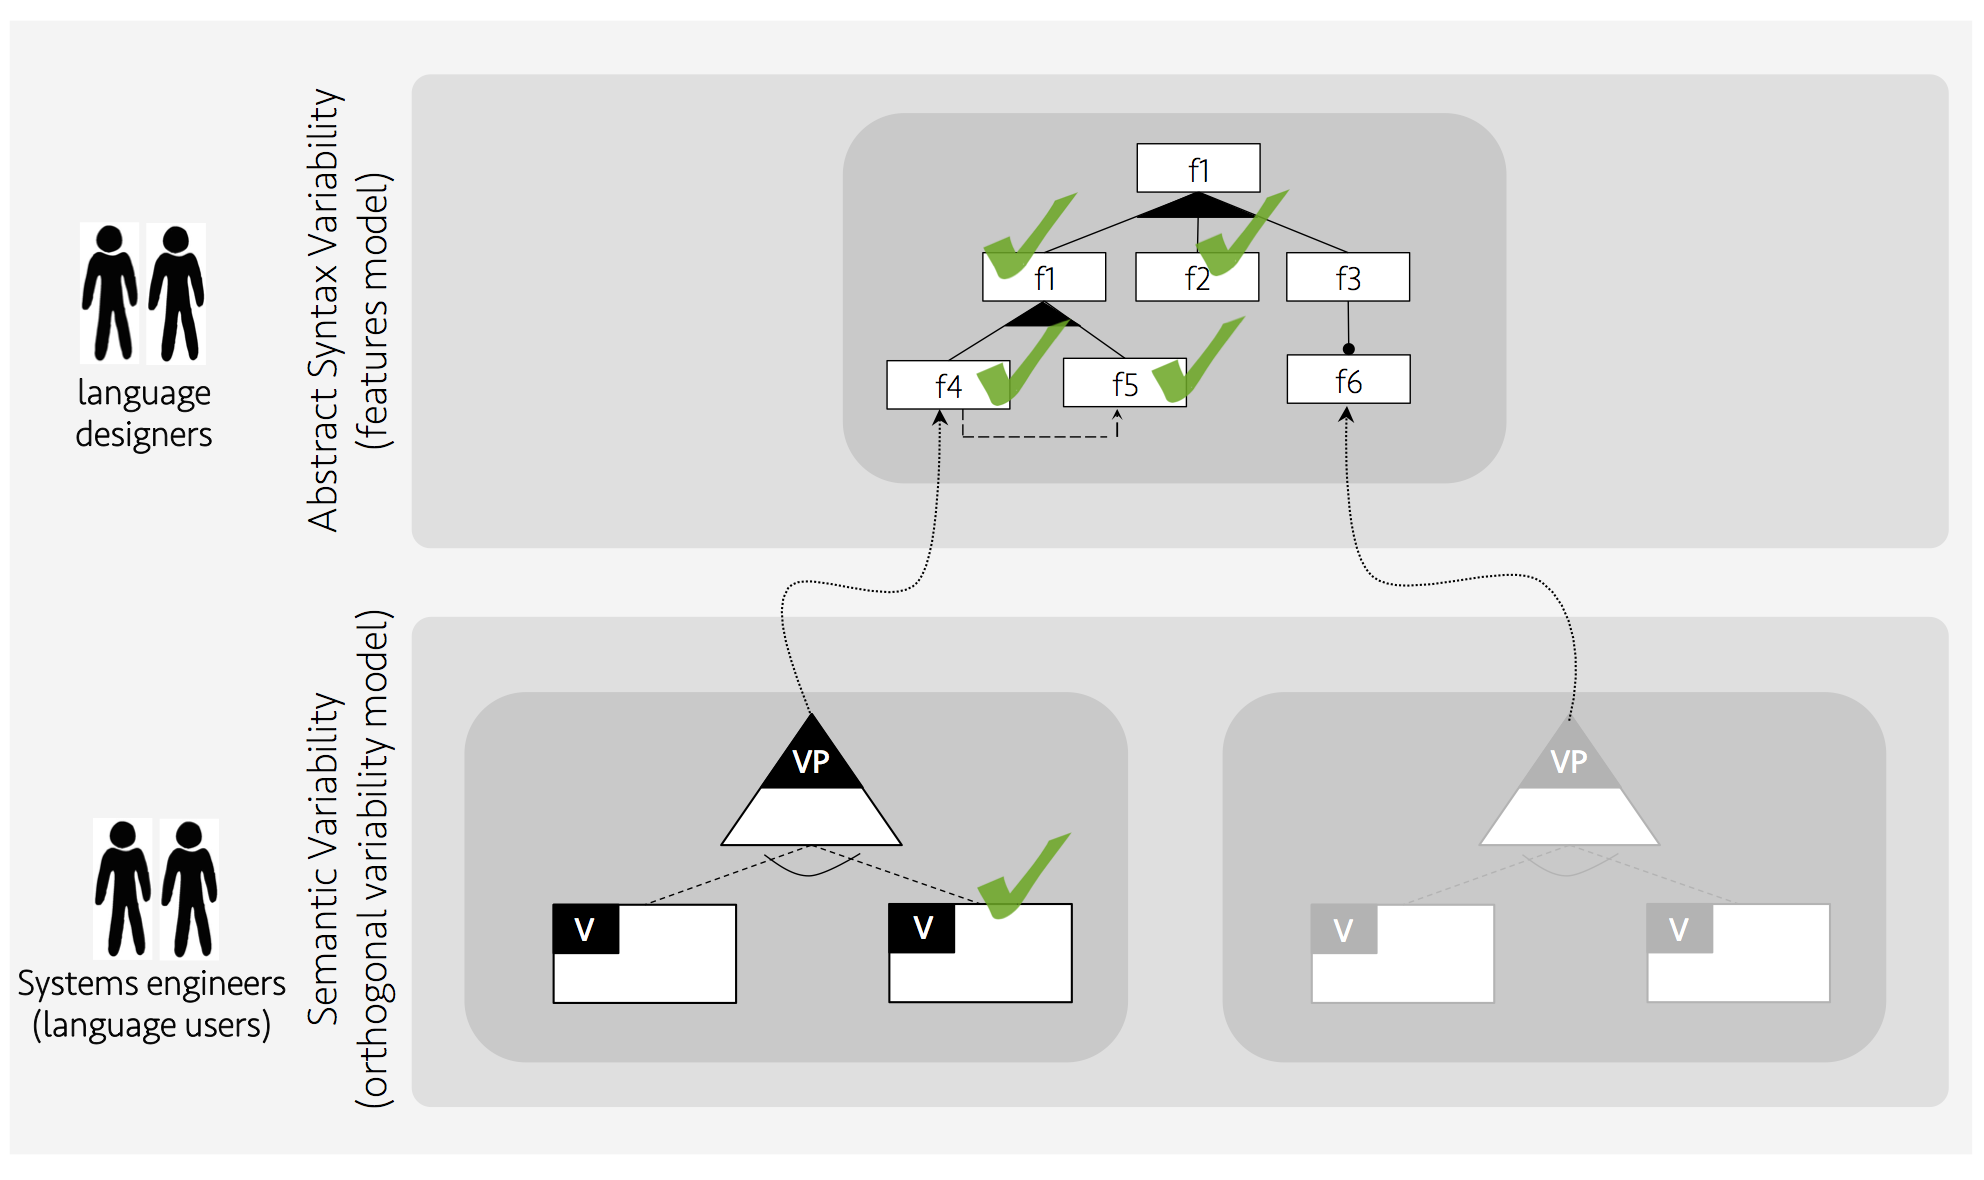 Abstract Syntax Variability
(features model)
language
designers
f1
f1
f2
f3
f4
f5
f6
Semantic Variability
(orthogonal variability model)
Systems engineers
(language users)
VP
V
V
VP
V
V